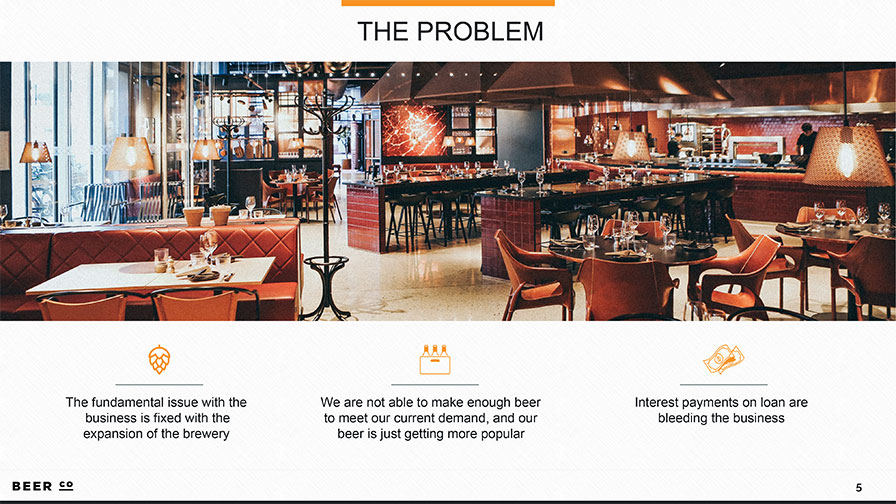 THE PROBLEM
The fundamental issue with the
business is fixed with the
expansion of the brewery
We are not able to make enough beer
to meet our current demand, and our
beer is just getting more popular
Interest payments on loan are
bleeding the business
BEER CO
5